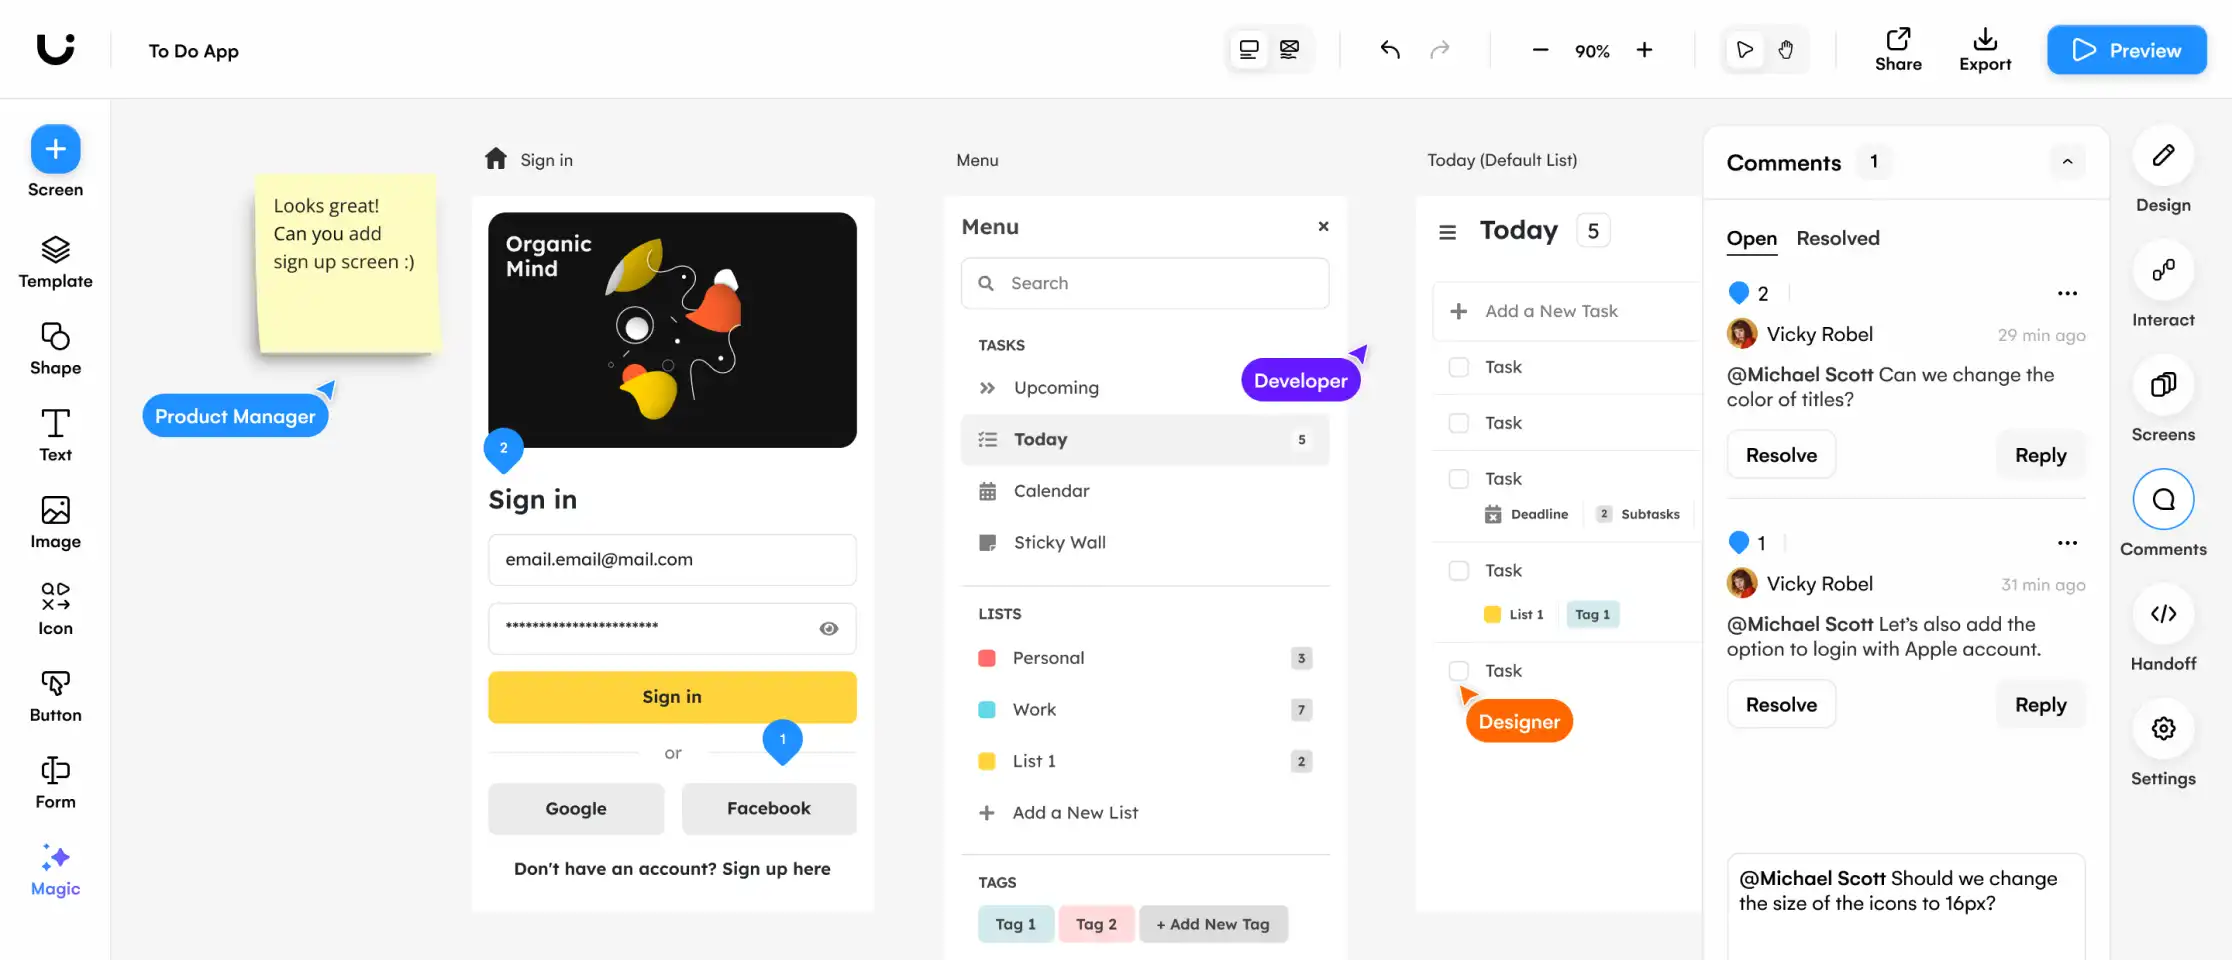 To Do App
90%
Share
Export
Preview
Screen
Template
Shape
Text
Image
Icon
Button
Form
Magic
Looks great!
Can you add
sign up screen :)
Product Manager
Sign in
Organic
Mind
2
Sign in
email.email@mail.com
***********************
Sign in
or
1
Google
Facebook
Don't have an account? Sign up here
Menu
Menu
×
Search
TASKS
Upcoming
Developer
Today 5
Calendar
Sticky Wall
LISTS
Personal 3
Work 7
List 1 2
+ Add a New List
TAGS
Tag 1
Tag 2
+ Add New Tag
Today (Default List)
Today 5
+ Add a New Task
Task
Task
Task
Deadline 2 Subtasks
Task
List 1 Tag 1
Task
Designer
Comments 1
Open Resolved
2
Vicky Robel 29 min ago
@Michael Scott Can we change the
color of titles?
Resolve Reply
1
Vicky Robel 31 min ago
@Michael Scott Let’s also add the
option to login with Apple account.
Resolve Reply
@Michael Scott Should we change
the size of the icons to 16px?
Design
Interact
Screens
Comments
Handoff
Settings